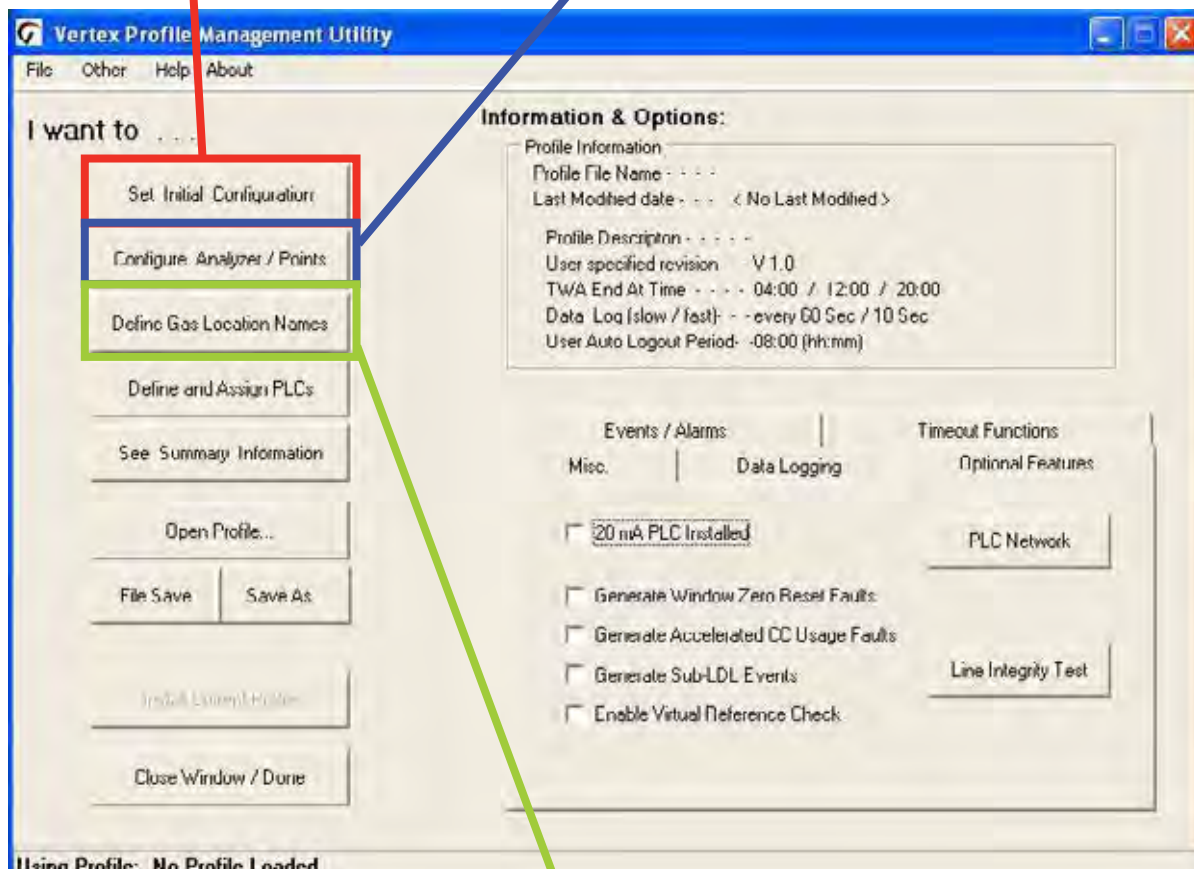 Vertex Profile Management Utility
File Other Help About
I want to . . .
Set Initial Configuration
Configure Analyzer / Points
Define Gas Location Names
Define and Assign PLCs
See Summary Information
Open Profile...
File Save Save As
Close Window / Done
Information & Options:
Profile Information
Profile File Name - - - -
Last Modified date - - - < No Last Modified >
Profile Descripton - - - - -
User specified revision V 1.0
TWA End At Time - - - - 04:00 / 12:00 / 20:00
Data Log (slow / fast)- - -every 60 Sec / 10 Sec
User Auto Logout Period- -08:00 (hh:mm)
Events / Alarms Timeout Functions
Misc. Data Logging Optional Features
20 mA PLC Installed PLC Network
Generate Window Zero Reset Faults
Generate Accelerated CC Usage Faults
Generate Sub-LDL Events Line Integrity Test
Enable Virtual Reference Check
Using Profile: No Profile Loaded